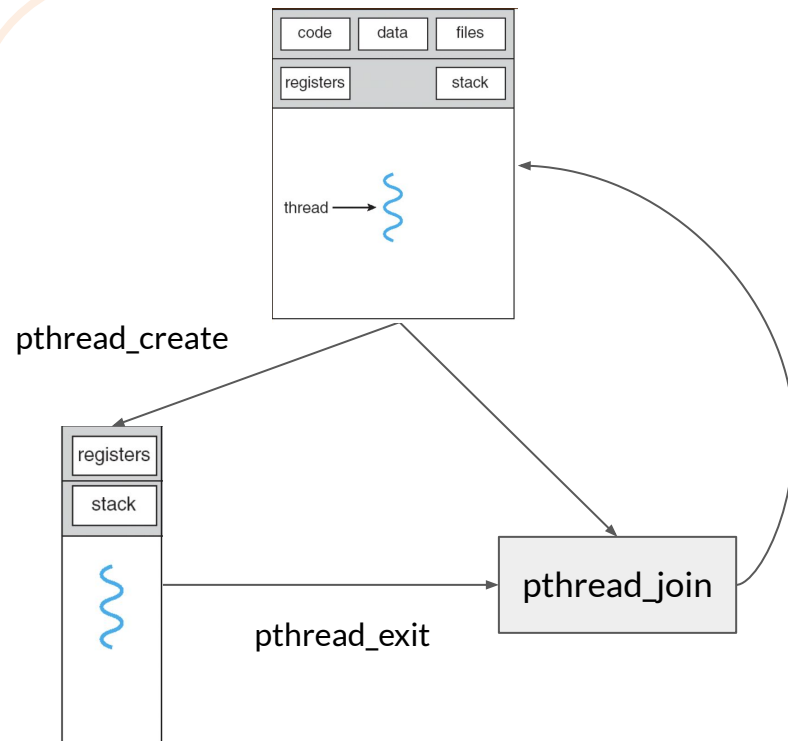 code data files
registers stack
thread
pthread_create
registers
stack
pthread_join
pthread_exit